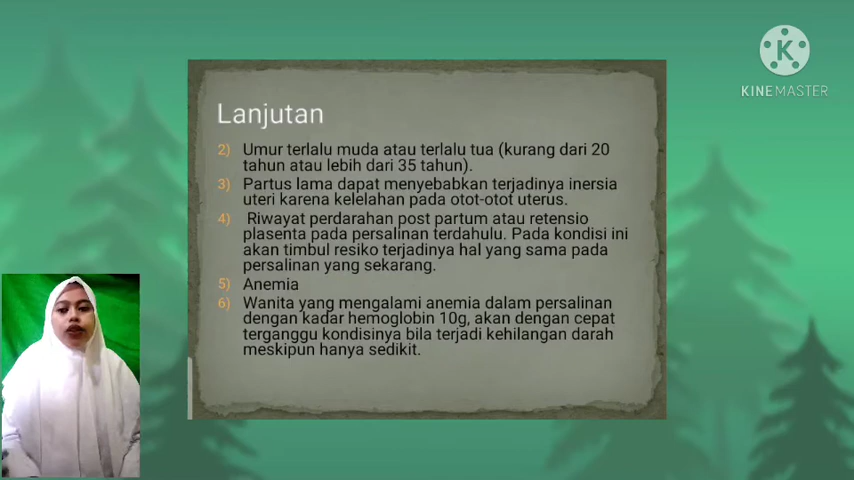 KINEMASTER
Lanjutan
2) Umur terlalu muda atau terlalu tua (kurang dari 20
tahun atau lebih dari 35 tahun).
3) Partus lama dapat menyebabkan terjadinya inersia
uteri karena kelelahan pada otot-otot uterus.
4) Riwayat perdarahan post partum atau retensio
plasenta pada persalinan terdahulu. Pada kondisi ini
akan timbul resiko terjadinya hal yang sama pada
persalinan yang sekarang.
5) Anemia
6) Wanita yang mengalami anemia dalam persalinan
dengan kadar hemoglobin 10g, akan dengan cepat
terganggu kondisinya bila terjadi kehilangan darah
meskipun hanya sedikit.